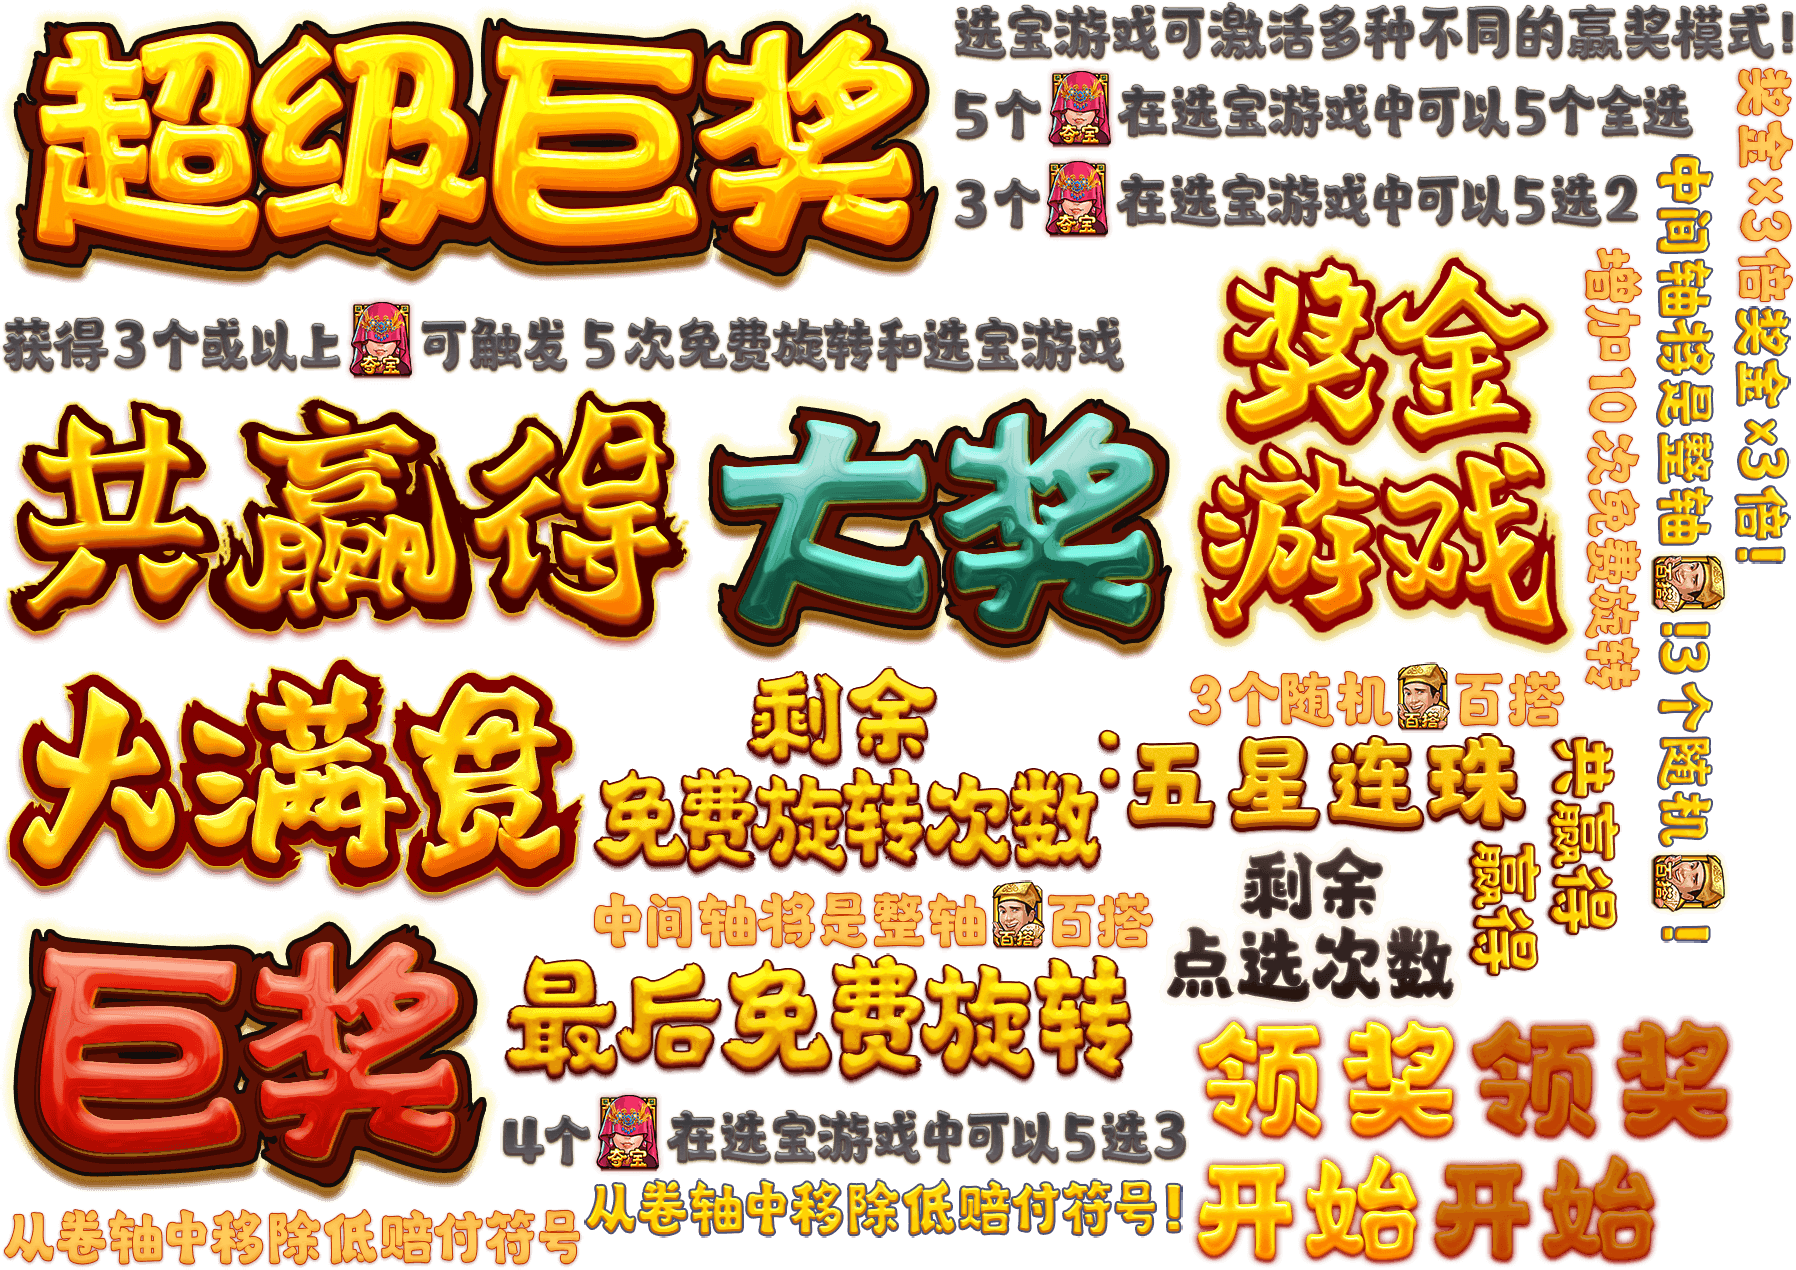 超级巨奖
选宝游戏可激活多种不同的赢奖模式!
5个夺宝在选宝游戏中可以5个全选
3个夺宝在选宝游戏中可以5选2
奖金×3倍奖金×3倍!
中间轴将是整轴百搭!3个随机百搭!
增加10次免费旋转
获得3个或以上夺宝可触发5次免费旋转和选宝游戏
奖金
游戏
共赢得
大奖
大满贯
剩余
免费旋转次数:
3个随机百搭百搭
五星连珠
共赢得
赢得
中间轴将是整轴百搭百搭
剩余
点选次数
巨奖
最后免费旋转
领奖
领奖
4个夺宝在选宝游戏中可以5选3
开始
开始
从卷轴中移除低赔付符号
从卷轴中移除低赔付符号!